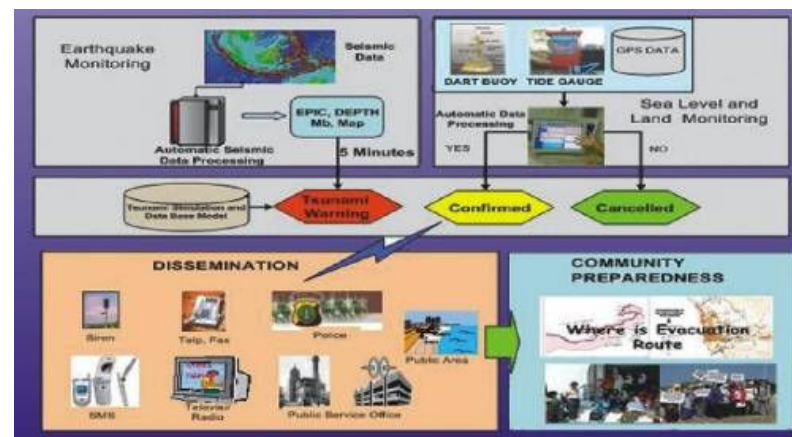 Earthquake
Monitoring
Seismic
Data
Automatic Seismic
Data Processing
EPIC, DEPTH
Mb, Map
5 Minutes
GPS DATA
DART BUOY
TIDE GAUGE
Sea Level and
Land Monitoring
Automatic Data
Processing
YES
NO
Tsunami Simulation and
Data Base Model
Tsunami
Warning
Confirmed
Cancelled
DISSEMINATION
Siren
Telp, Fax
Police
Public Area
SMS
Radio
Public Service Office
COMMUNITY
PREPAREDNESS
Where is Evacuation
Route